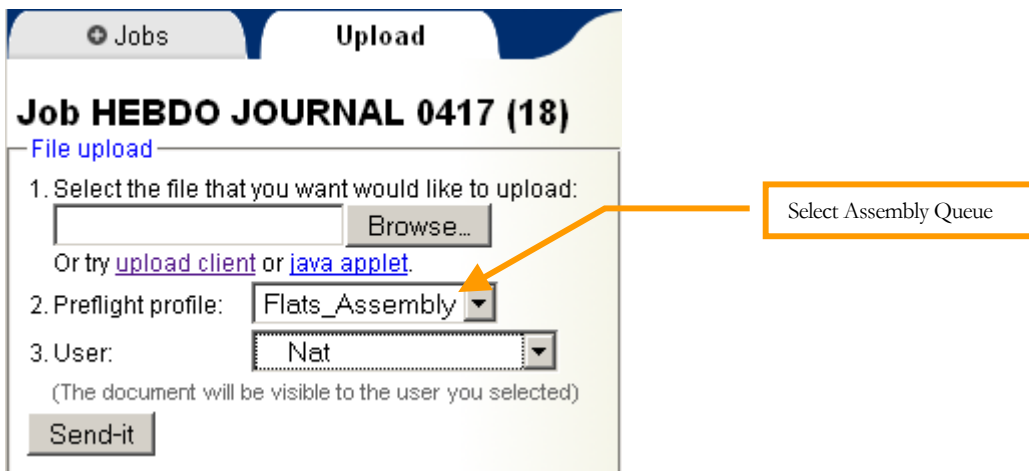 Jobs
Upload
Job HEBDO JOURNAL 0417 (18)
File upload
1. Select the file that you want would like to upload:
Browse...
Or try upload client or java applet.
2. Preflight profile: Flats_Assembly
3. User: Nat
(The document will be visible to the user you selected)
Send-it
Select Assembly Queue